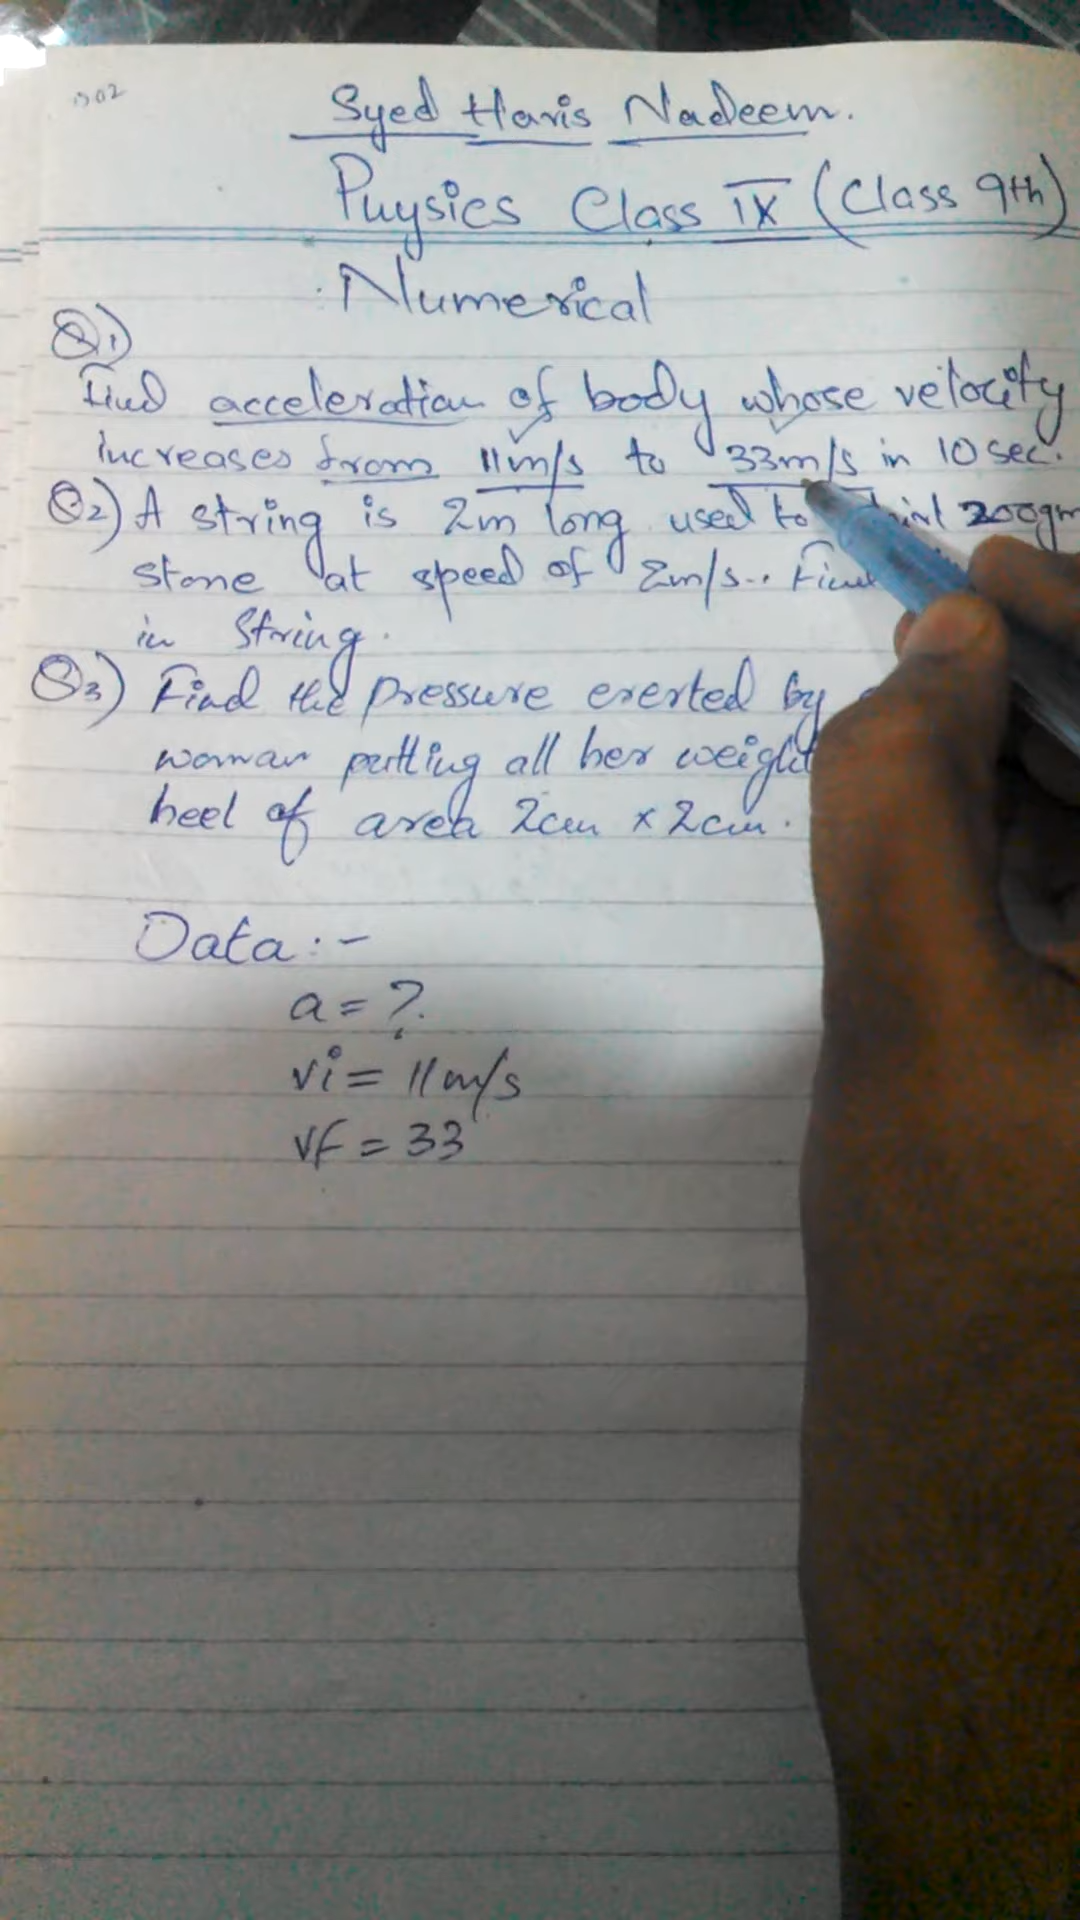 Syed Haris Nadeem.
Physics Class IX (Class 9th)
Numerical
Q1)
Find acceleration of body whose velocity
increases from 11m/s to 33m/s in 10 sec.
Q2) A string is 2m long used to 200gm
stone at speed of 2m/s.. Find
in String.
Q3) Find the pressure exerted by
woman putting all her weight
heel of area 2cm x 2cm.
Data :-
a = ?
vi = 11m/s
vf = 33